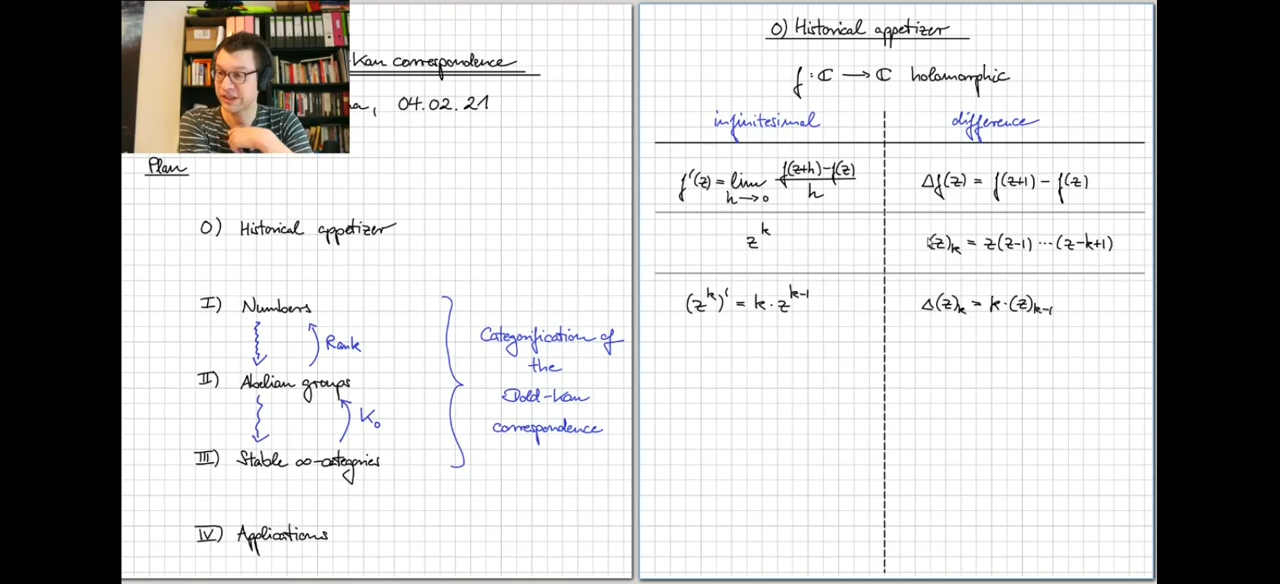 Kan correspondence
a, 04.02.21
Plan
0) Historical appetizer
I) Numbers
Rank
II) Abelian groups
K₀
III) Stable ∞-categories
IV) Applications
Categorification of
the
Dold-Kan
correspondence
0) Historical appetizer
f : ℂ ⟶ ℂ holomorphic
infinitesimal difference
f'(z) = lim_{h→0} (f(z+h)-f(z))/h Δf(z) = f(z+1) - f(z)
z^k (z)_k = z(z-1) ⋯ (z-k+1)
(z^k)' = k · z^{k-1} Δ(z)_k = k · (z)_{k-1}